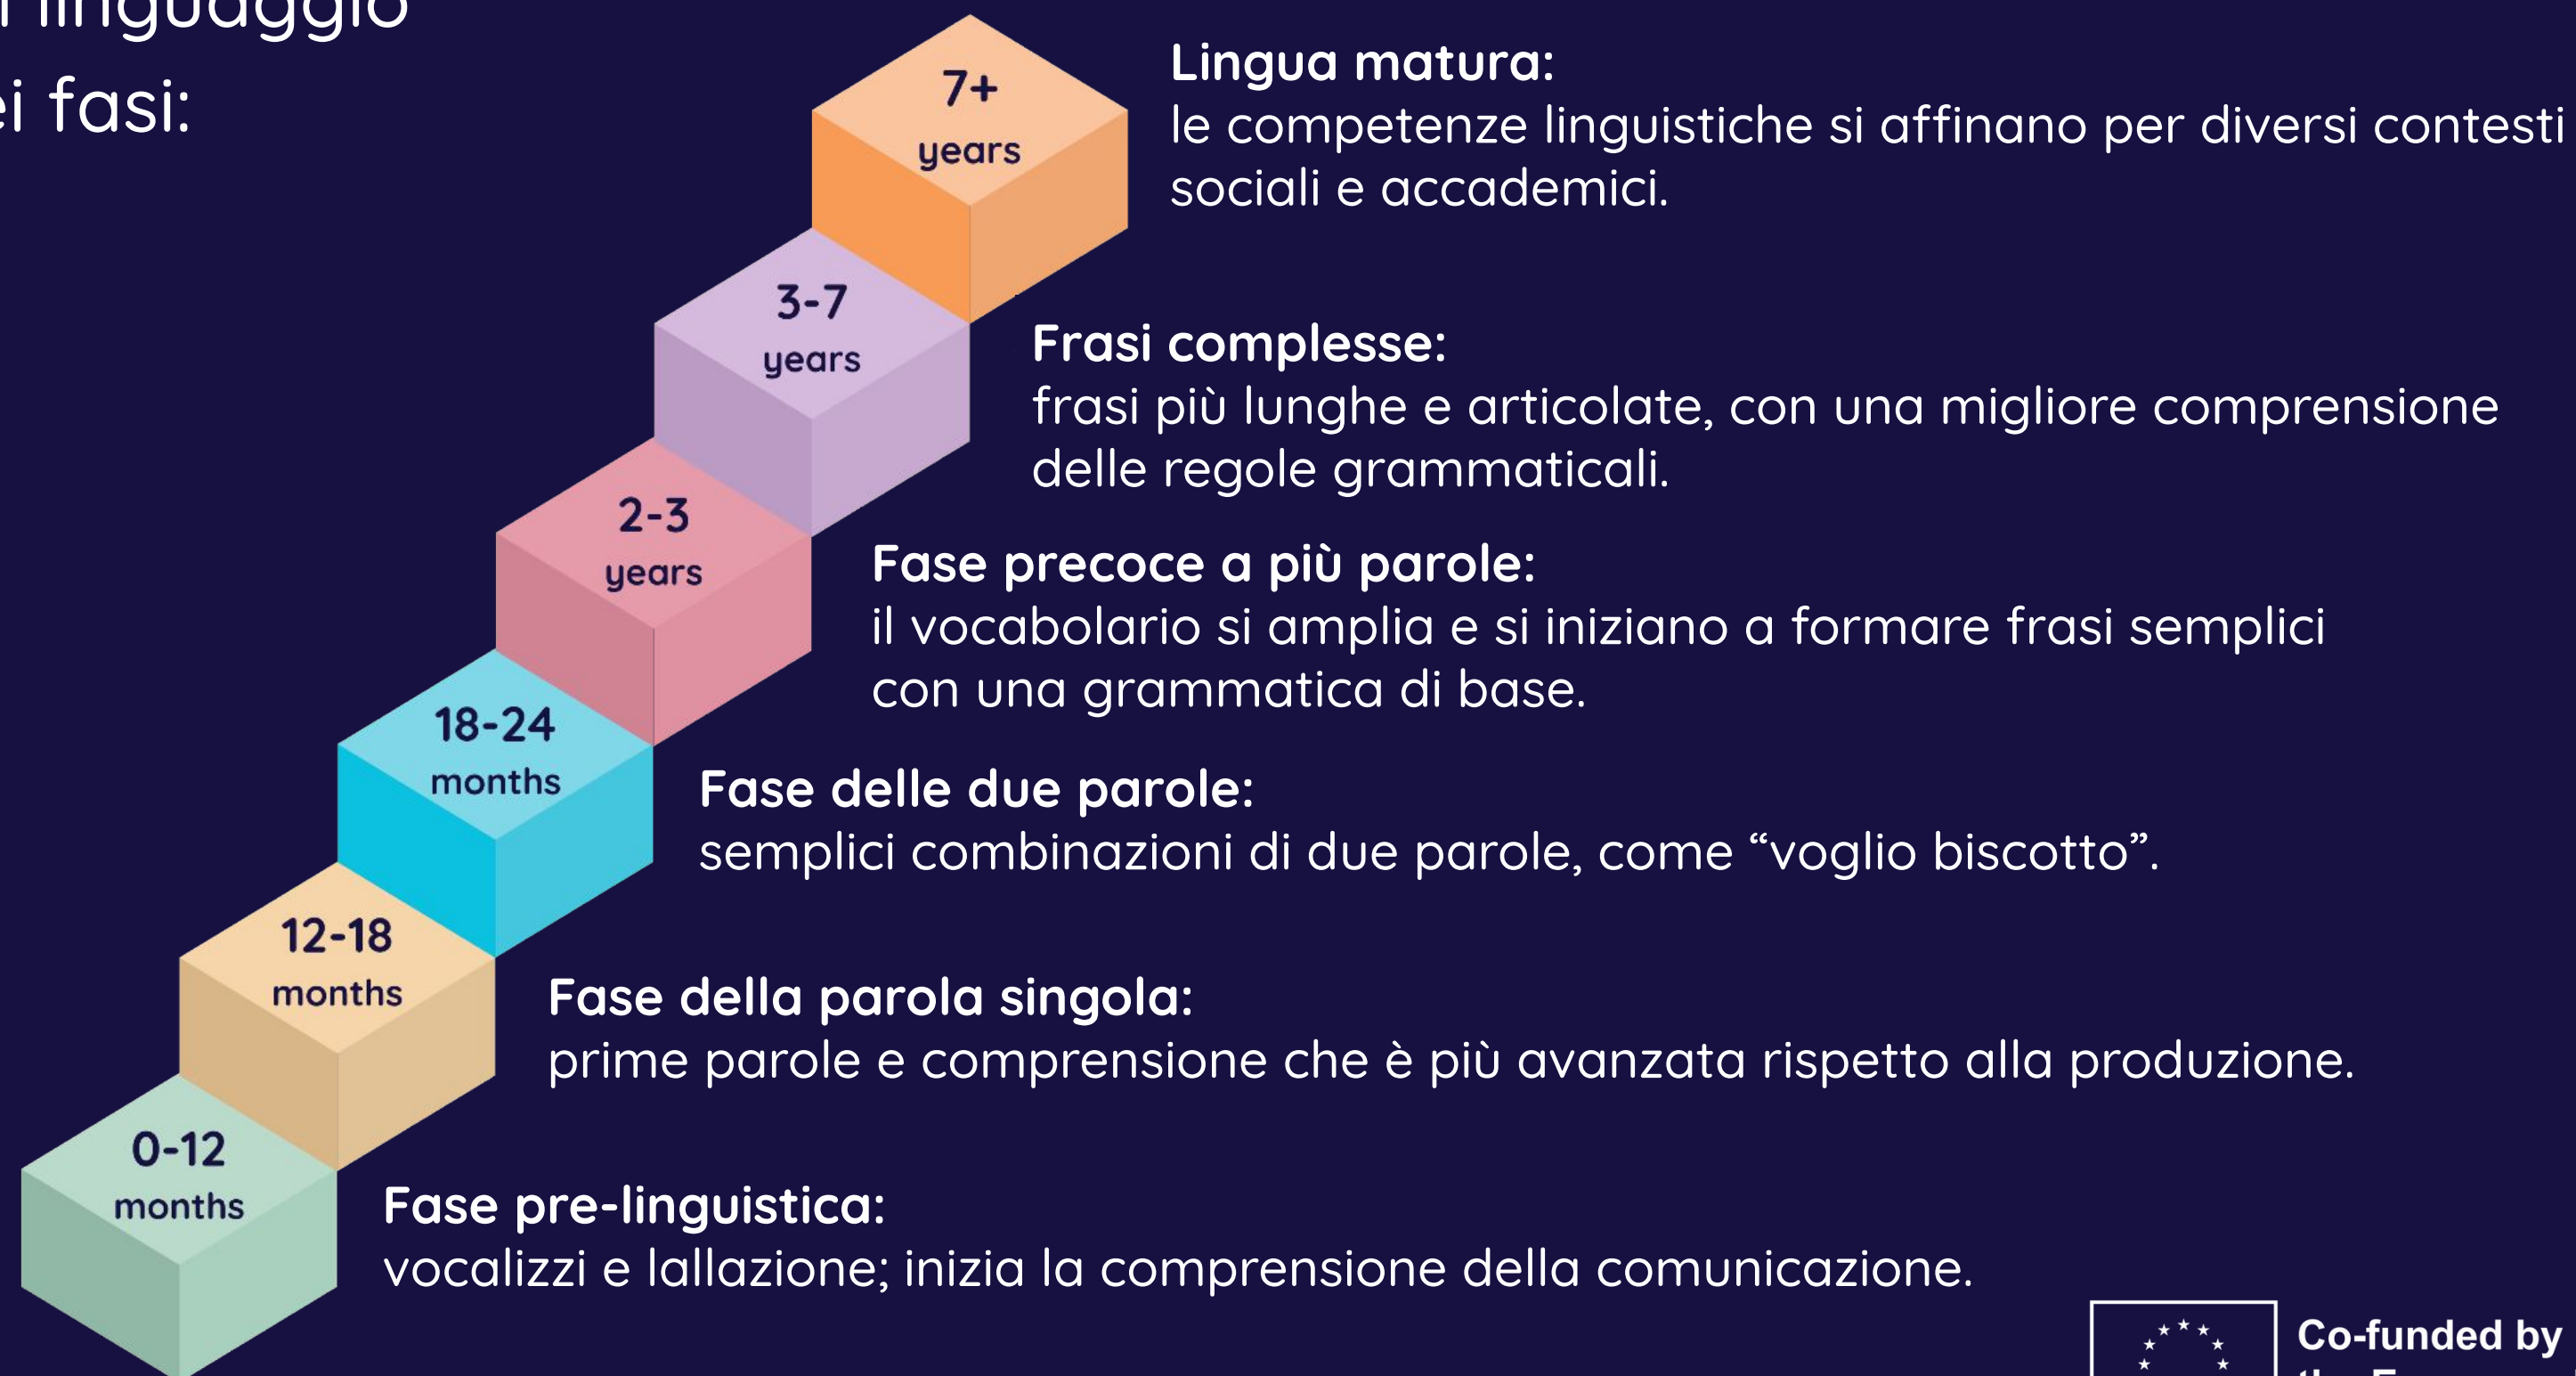 linguaggio
fasi:
7+
years
Lingua matura:
le competenze linguistiche si affinano per diversi contesti
sociali e accademici.
3-7
years
Frasi complesse:
frasi più lunghe e articolate, con una migliore comprensione
delle regole grammaticali.
2-3
years
Fase precoce a più parole:
il vocabolario si amplia e si iniziano a formare frasi semplici
con una grammatica di base.
18-24
months
Fase delle due parole:
semplici combinazioni di due parole, come “voglio biscotto”.
12-18
months
Fase della parola singola:
prime parole e comprensione che è più avanzata rispetto alla produzione.
0-12
months
Fase pre-linguistica:
vocalizzi e lallazione; inizia la comprensione della comunicazione.
Co-funded by